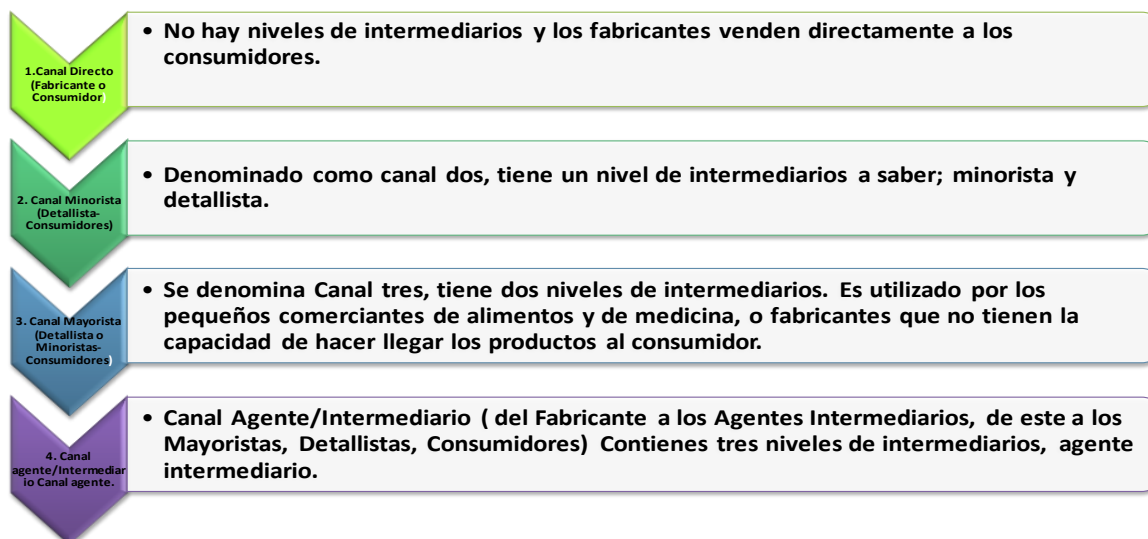 1.Canal Directo
(Fabricante o
Consumidor)
• No hay niveles de intermediarios y los fabricantes venden directamente a los
consumidores.
2. Canal Minorista
(Detallista-
Consumidores)
• Denominado como canal dos, tiene un nivel de intermediarios a saber; minorista y
detallista.
3. Canal Mayorista
(Detallista o
Minoristas-
Consumidores)
• Se denomina Canal tres, tiene dos niveles de intermediarios. Es utilizado por los
pequeños comerciantes de alimentos y de medicina, o fabricantes que no tienen la
capacidad de hacer llegar los productos al consumidor.
4. Canal
agente/Intermediar
io Canal agente.
• Canal Agente/Intermediario ( del Fabricante a los Agentes Intermediarios, de este a los
Mayoristas, Detallistas, Consumidores) Contienes tres niveles de intermediarios, agente
intermediario.